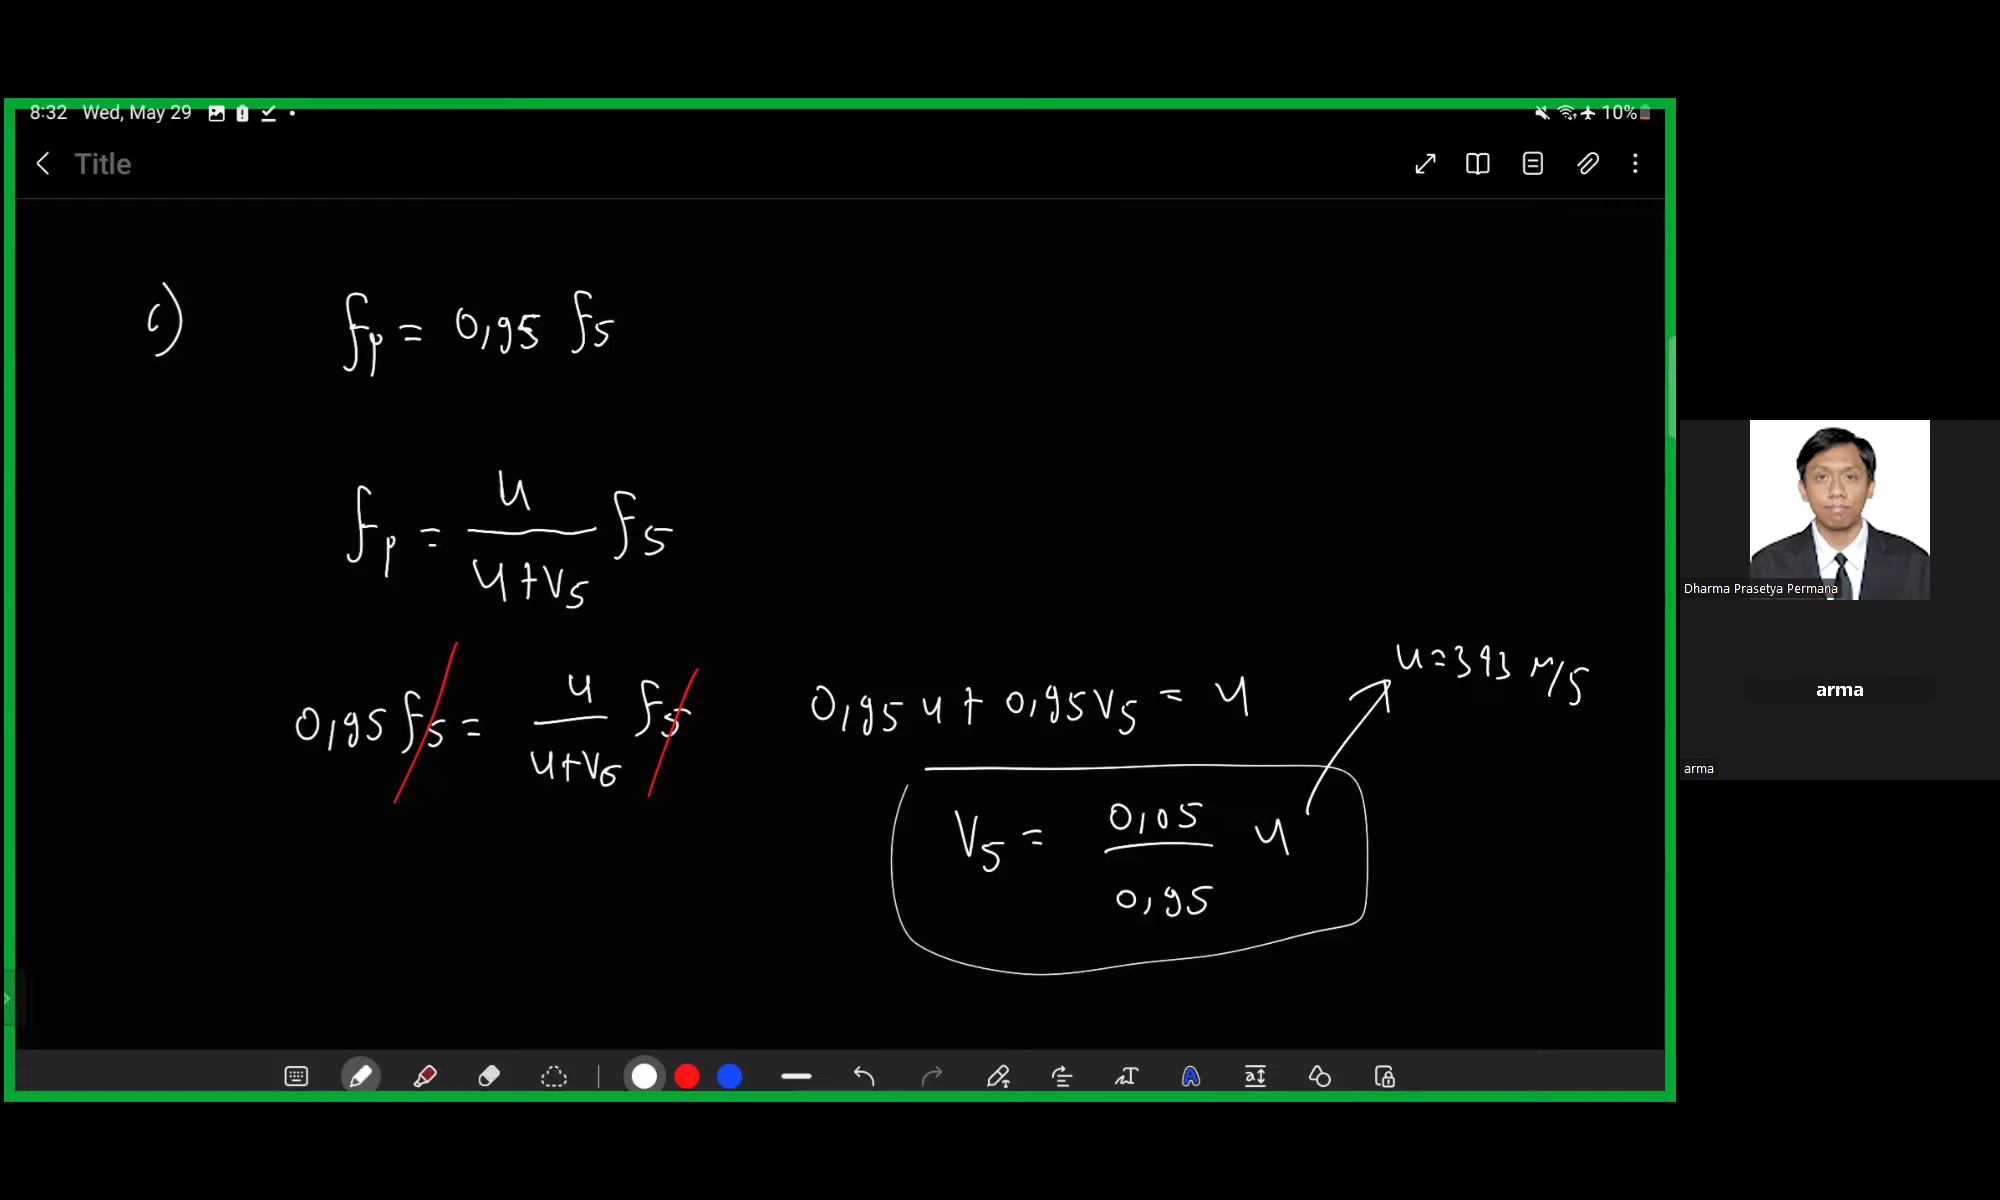 8:32 Wed, May 29
10%
Title
c) fp = 0,95 fs
fp = u / u+vs fs
0,95 fs = u / u+vs fs
0,95 u + 0,95 vs = u
u = 343 m/s
vs = 0,05 / 0,95 u
Dharma Prasetya Permana
arma
arma